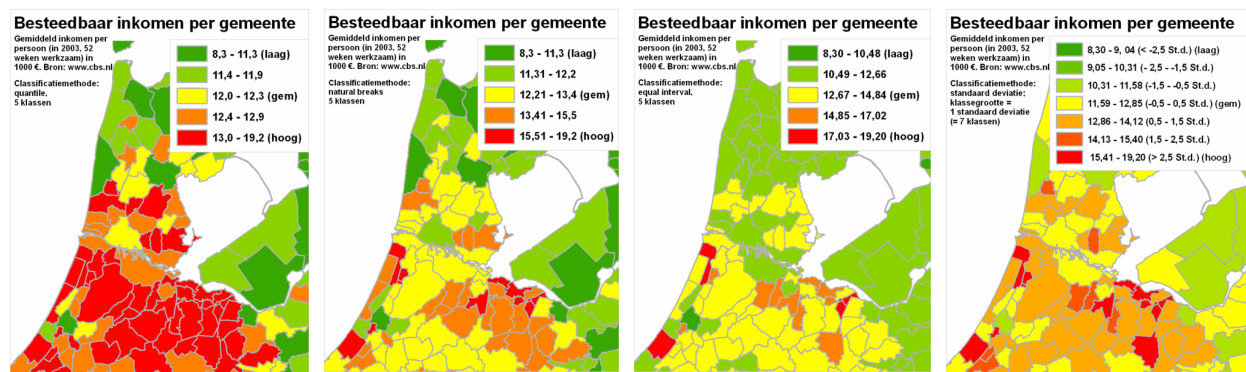 Besteedbaar inkomen per gemeente
Gemiddeld inkomen per
persoon (in 2003, 52
weken werkzaam) in
1000 €. Bron: www.cbs.nl
Classificatiemethode:
quantile,
5 klassen
8,3 - 11,3 (laag)
11,4 - 11,9
12,0 - 12,3 (gem)
12,4 - 12,9
13,0 - 19,2 (hoog)
Besteedbaar inkomen per gemeente
Gemiddeld inkomen per
persoon (in 2003, 52
weken werkzaam) in
1000 €. Bron: www.cbs.nl
Classificatiemethode:
natural breaks
5 klassen
8,3 - 11,3 (laag)
11,31 - 12,2
12,21 - 13,4 (gem)
13,41 - 15,5
15,51 - 19,2 (hoog)
Besteedbaar inkomen per gemeente
Gemiddeld inkomen per
persoon (in 2003, 52
weken werkzaam) in
1000 €. Bron: www.cbs.nl
Classificatiemethode:
equal interval,
5 klassen
8,30 - 10,48 (laag)
10,49 - 12,66
12,67 - 14,84 (gem)
14,85 - 17,02
17,03 - 19,20 (hoog)
Besteedbaar inkomen per gemeente
Gemiddeld inkomen per
persoon (in 2003, 52
weken werkzaam) in
1000 €. Bron: www.cbs.nl
Classificatiemethode:
standaard deviatie;
klassegrootte =
1 standaard deviatie
(= 7 klassen)
8,30 - 9, 04 (< -2,5 St.d.) (laag)
9,05 - 10,31 (- 2,5 - -1,5 St.d.)
10,31 - 11,58 (-1,5 - -0,5 St.d.)
11,59 - 12,85 (-0,5 - 0,5 St.d.) (gem)
12,86 - 14,12 (0,5 - 1,5 St.d.)
14,13 - 15,40 (1,5 - 2,5 St.d.)
15,41 - 19,20 (> 2,5 St.d.) (hoog)